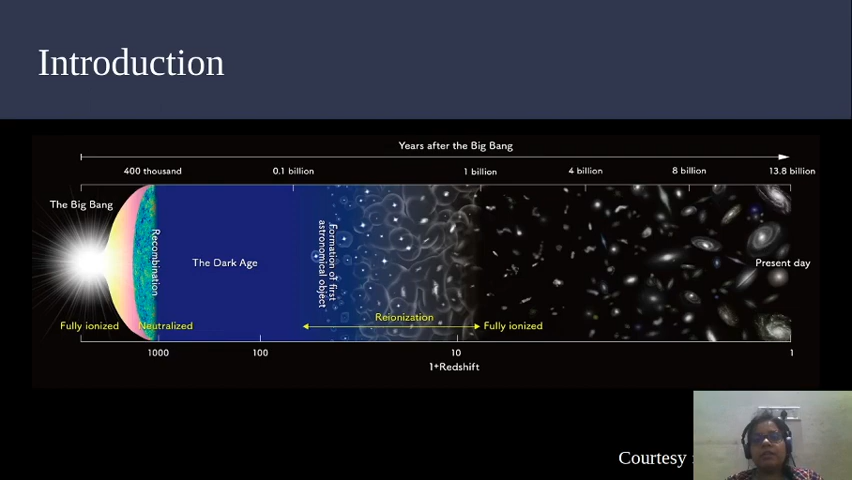 Introduction
Years after the Big Bang
400 thousand
0.1 billion
1 billion
4 billion
8 billion
13.8 billion
The Big Bang
Recombination
The Dark Age
Formation of first
astronomical object
Present day
Fully ionized
Neutralized
Reionization
Fully ionized
1000
100
10
1
1+Redshift
Courtesy :